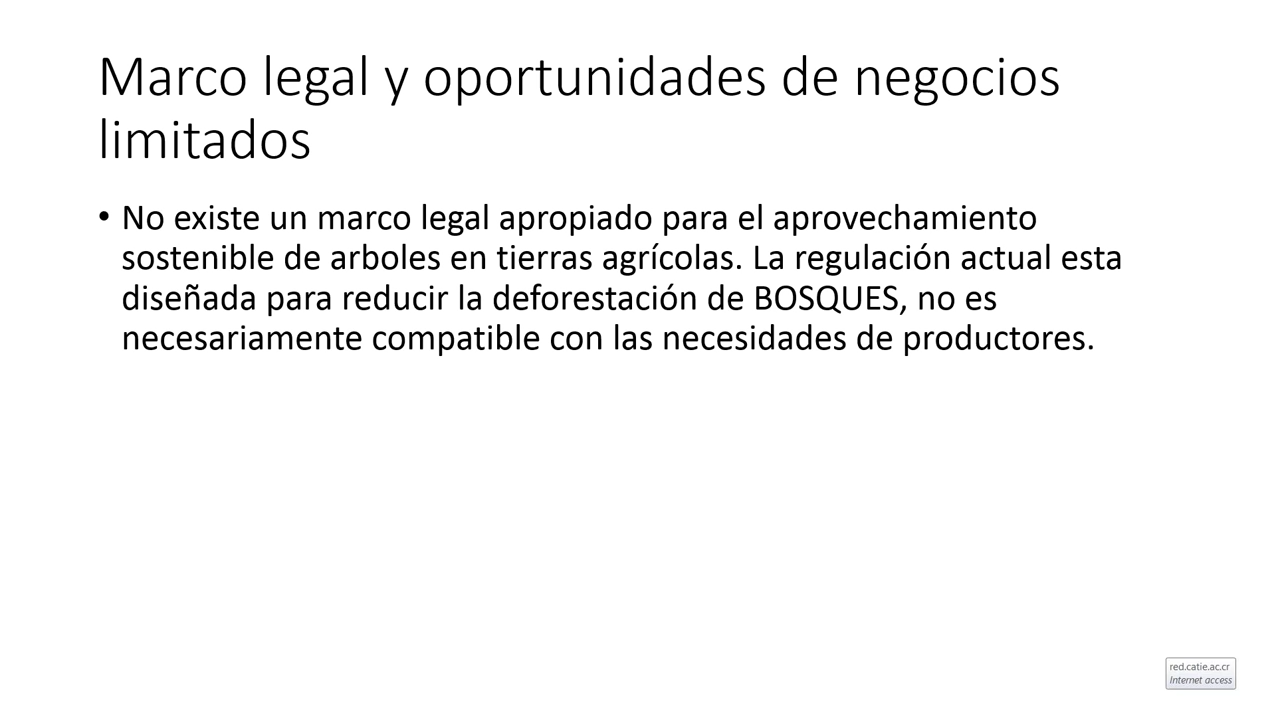 Marco legal y oportunidades de negocios
limitados
• No existe un marco legal apropiado para el aprovechamiento
sostenible de arboles en tierras agrícolas. La regulación actual esta
diseñada para reducir la deforestación de BOSQUES, no es
necesariamente compatible con las necesidades de productores.
red.catie.ac.cr
Internet access